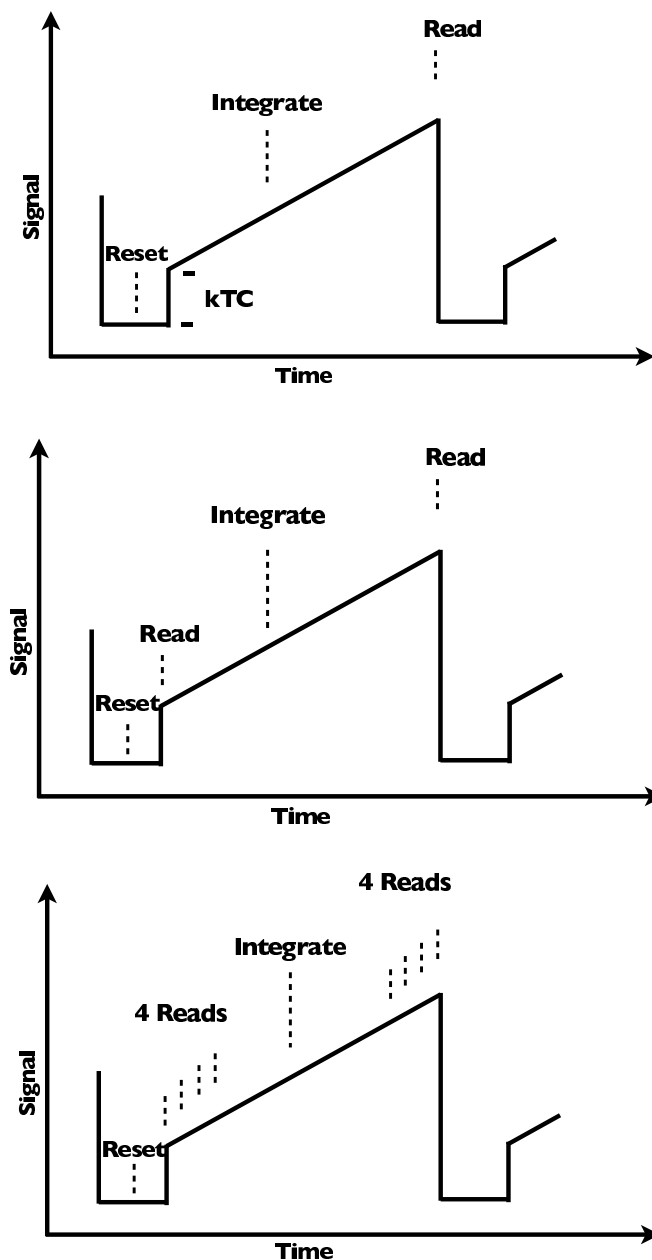 Read
Integrate
Signal
Reset
kTC
Time
Read
Integrate
Read
Signal
Reset
Time
4 Reads
Integrate
4 Reads
Signal
Reset
Time